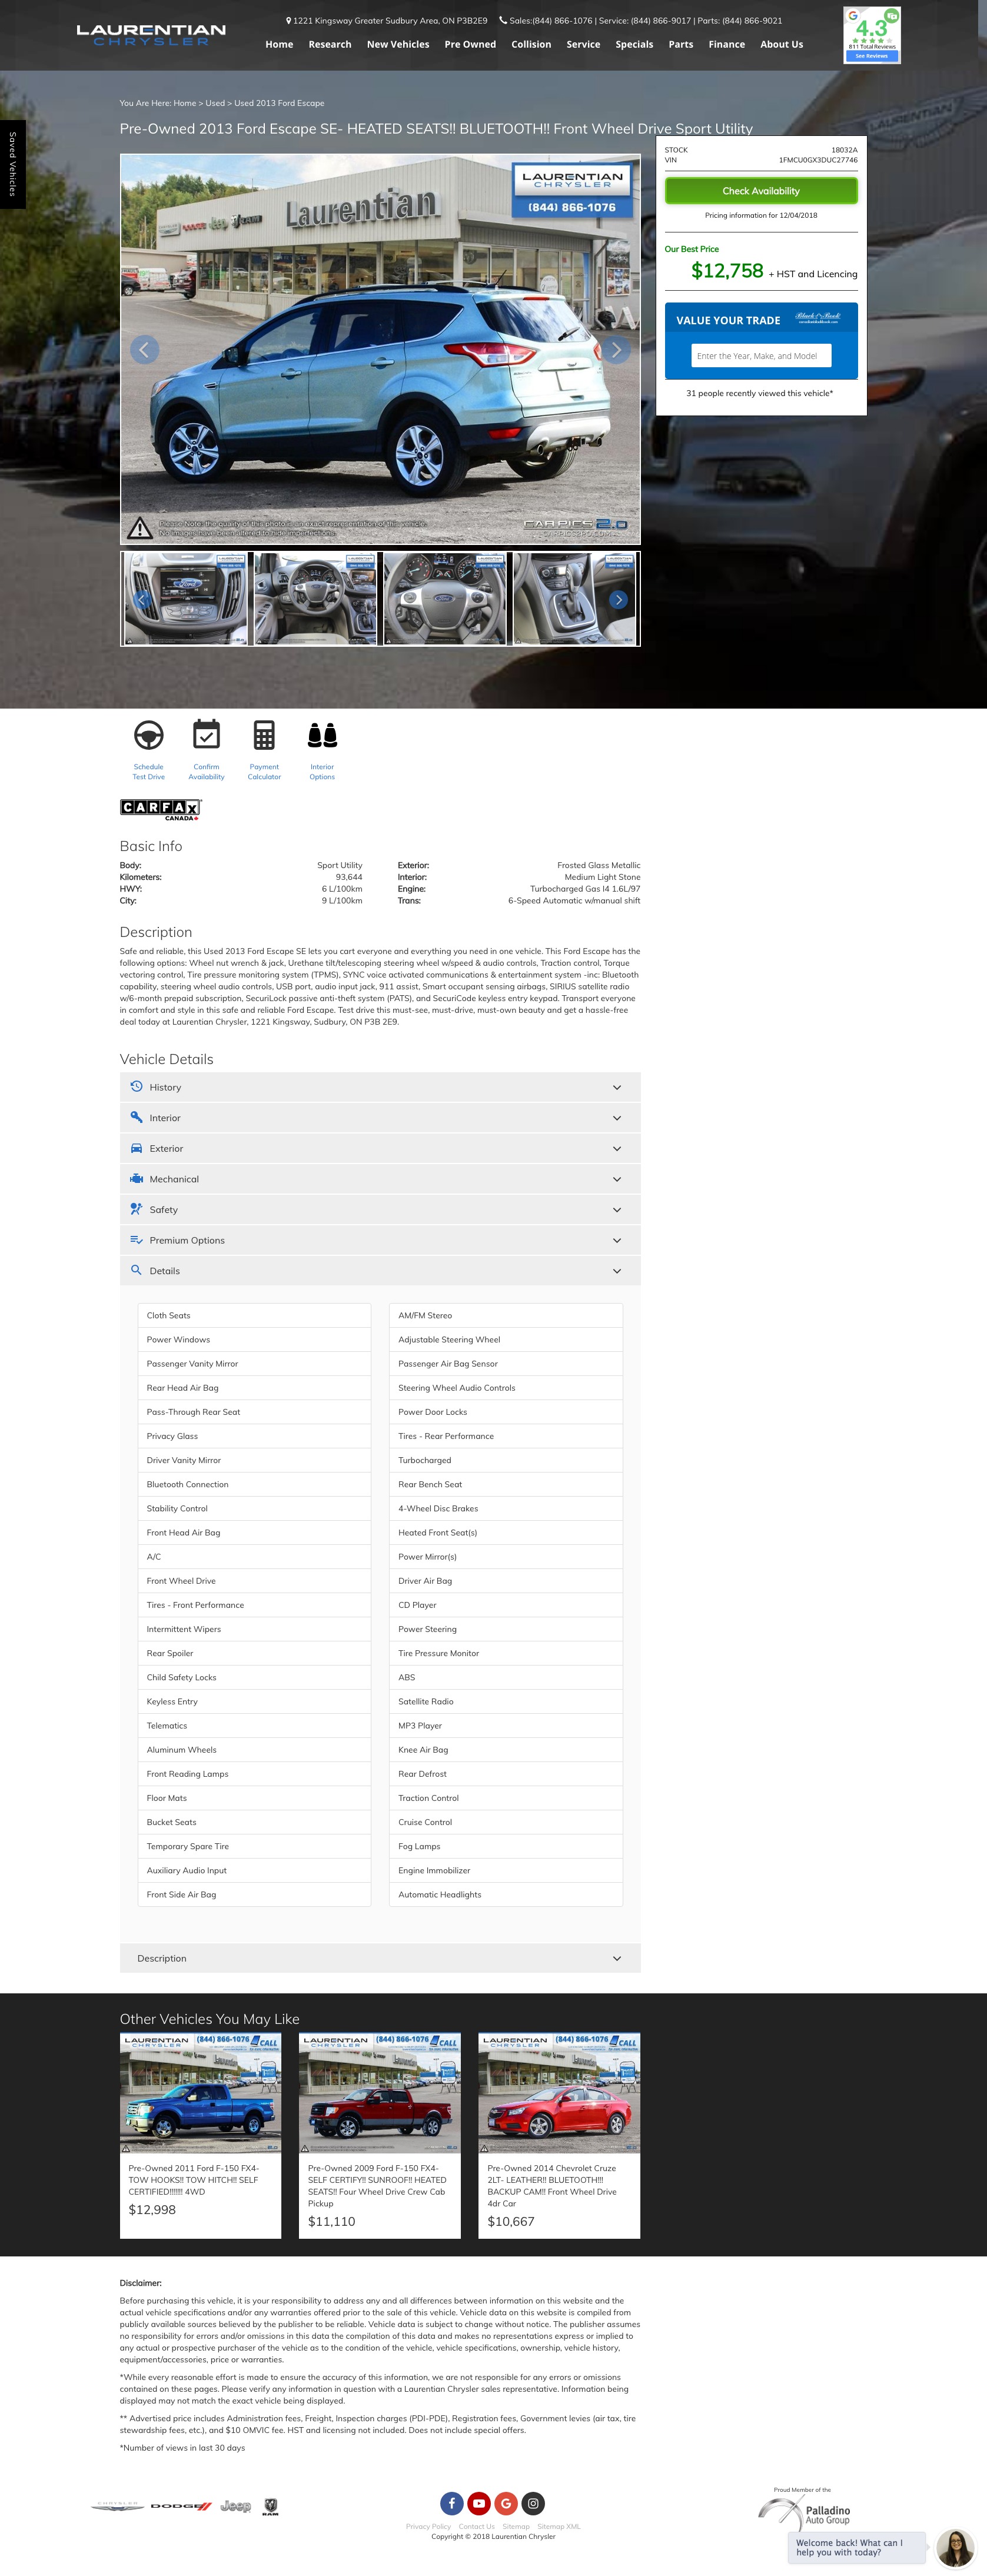 LAURENTIAN
CHRYSLER
1221 Kingsway Greater Sudbury Area, ON P3B2E9 Sales:(844) 866-1076 | Service: (844) 866-9017 | Parts: (844) 866-9021
Home Research New Vehicles Pre Owned Collision Service Specials Parts Finance About Us
4.3
811 Total Reviews
See Reviews
Saved Vehicles
You Are Here: Home > Used > Used 2013 Ford Escape
Pre-Owned 2013 Ford Escape SE- HEATED SEATS!! BLUETOOTH!! Front Wheel Drive Sport Utility
Laurentian
Jeep RAM
LAURENTIAN
CHRYSLER
(844) 866-1076
Please Note: the quality of this photo is an exact representation of this vehicle.
No images have been altered to hide imperfections.
CARPICS 2.0
STOCK 18032A
VIN 1FMCU0GX3DUC27746
Check Availability
Pricing information for 12/04/2018
Our Best Price
$12,758 + HST and Licencing
VALUE YOUR TRADE Black Book
Enter the Year, Make, and Model
31 people recently viewed this vehicle*
Schedule
Test Drive
Confirm
Availability
Payment
Calculator
Interior
Options
CARFAX
CANADA
Basic Info
Body: Sport Utility
Kilometers: 93,644
HWY: 6 L/100km
City: 9 L/100km
Exterior: Frosted Glass Metallic
Interior: Medium Light Stone
Engine: Turbocharged Gas I4 1.6L/97
Trans: 6-Speed Automatic w/manual shift
Description
Safe and reliable, this Used 2013 Ford Escape SE lets you cart everyone and everything you need in one vehicle. This Ford Escape has the
following options: Wheel nut wrench & jack, Urethane tilt/telescoping steering wheel w/speed & audio controls, Traction control, Torque
vectoring control, Tire pressure monitoring system (TPMS), SYNC voice activated communications & entertainment system -inc: Bluetooth
capability, steering wheel audio controls, USB port, audio input jack, 911 assist, Smart occupant sensing airbags, SIRIUS satellite radio
w/6-month prepaid subscription, SecuriLock passive anti-theft system (PATS), and SecuriCode keyless entry keypad. Transport everyone
in comfort and style in this safe and reliable Ford Escape. Test drive this must-see, must-drive, must-own beauty and get a hassle-free
deal today at Laurentian Chrysler, 1221 Kingsway, Sudbury, ON P3B 2E9.
Vehicle Details
History
Interior
Exterior
Mechanical
Safety
Premium Options
Details
Cloth Seats
Power Windows
Passenger Vanity Mirror
Rear Head Air Bag
Pass-Through Rear Seat
Privacy Glass
Driver Vanity Mirror
Bluetooth Connection
Stability Control
Front Head Air Bag
A/C
Front Wheel Drive
Tires - Front Performance
Intermittent Wipers
Rear Spoiler
Child Safety Locks
Keyless Entry
Telematics
Aluminum Wheels
Front Reading Lamps
Floor Mats
Bucket Seats
Temporary Spare Tire
Auxiliary Audio Input
Front Side Air Bag
AM/FM Stereo
Adjustable Steering Wheel
Passenger Air Bag Sensor
Steering Wheel Audio Controls
Power Door Locks
Tires - Rear Performance
Turbocharged
Rear Bench Seat
4-Wheel Disc Brakes
Heated Front Seat(s)
Power Mirror(s)
Driver Air Bag
CD Player
Power Steering
Tire Pressure Monitor
ABS
Satellite Radio
MP3 Player
Knee Air Bag
Rear Defrost
Traction Control
Cruise Control
Fog Lamps
Engine Immobilizer
Automatic Headlights
Description
Other Vehicles You May Like
LAURENTIAN CHRYSLER (844) 866-1076 CALL
LAURENTIAN CHRYSLER (844) 866-1076 CALL
LAURENTIAN CHRYSLER (844) 866-1076 CALL
Pre-Owned 2011 Ford F-150 FX4-
TOW HOOKS!! TOW HITCH!! SELF
CERTIFIED!!!!!!! 4WD
$12,998
Pre-Owned 2009 Ford F-150 FX4-
SELF CERTIFY!! SUNROOF!! HEATED
SEATS!! Four Wheel Drive Crew Cab
Pickup
$11,110
Pre-Owned 2014 Chevrolet Cruze
2LT- LEATHER!! BLUETOOTH!!!
BACKUP CAM!! Front Wheel Drive
4dr Car
$10,667
Disclaimer:
Before purchasing this vehicle, it is your responsibility to address any and all differences between information on this website and the
actual vehicle specifications and/or any warranties offered prior to the sale of this vehicle. Vehicle data on this website is compiled from
publicly available sources believed by the publisher to be reliable. Vehicle data is subject to change without notice. The publisher assumes
no responsibility for errors and/or omissions in this data the compilation of this data and makes no representations express or implied to
any actual or prospective purchaser of the vehicle as to the condition of the vehicle, vehicle specifications, ownership, vehicle history,
equipment/accessories, price or warranties.
*While every reasonable effort is made to ensure the accuracy of this information, we are not responsible for any errors or omissions
contained on these pages. Please verify any information in question with a Laurentian Chrysler sales representative. Information being
displayed may not match the exact vehicle being displayed.
** Advertised price includes Administration fees, Freight, Inspection charges (PDI-PDE), Registration fees, Government levies (air tax, tire
stewardship fees, etc.), and $10 OMVIC fee. HST and licensing not included. Does not include special offers.
*Number of views in last 30 days
CHRYSLER DODGE Jeep RAM
Privacy Policy Contact Us Sitemap Sitemap XML
Copyright © 2018 Laurentian Chrysler
Proud Member of the
Palladino
Auto Group
Welcome back! What can I
help you with today?